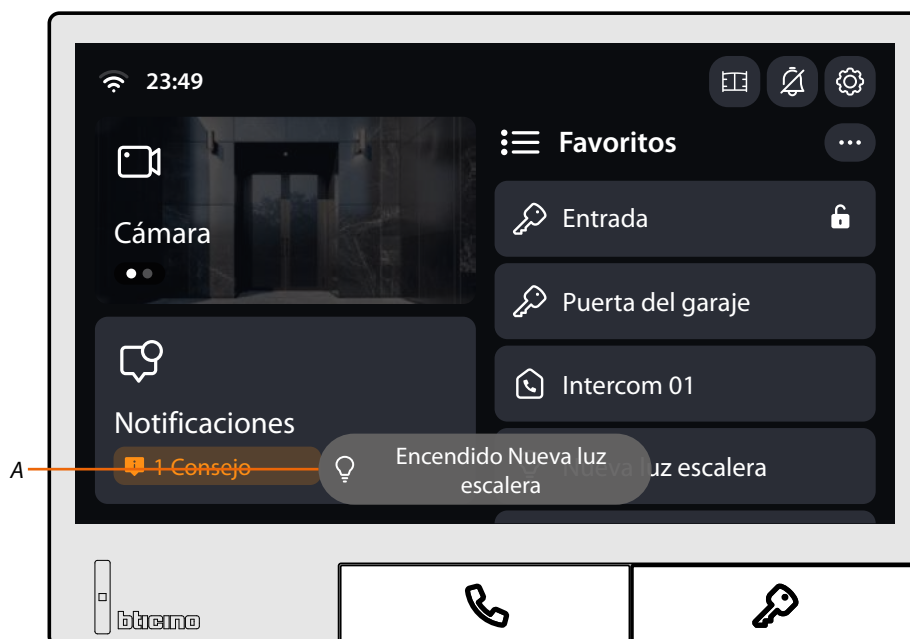 23:49
Favoritos
Cámara
Entrada
Puerta del garaje
Intercom 01
Notificaciones
1 Consejo
Nueva luz escalera
Encendido Nueva luz
escalera
A
bticino